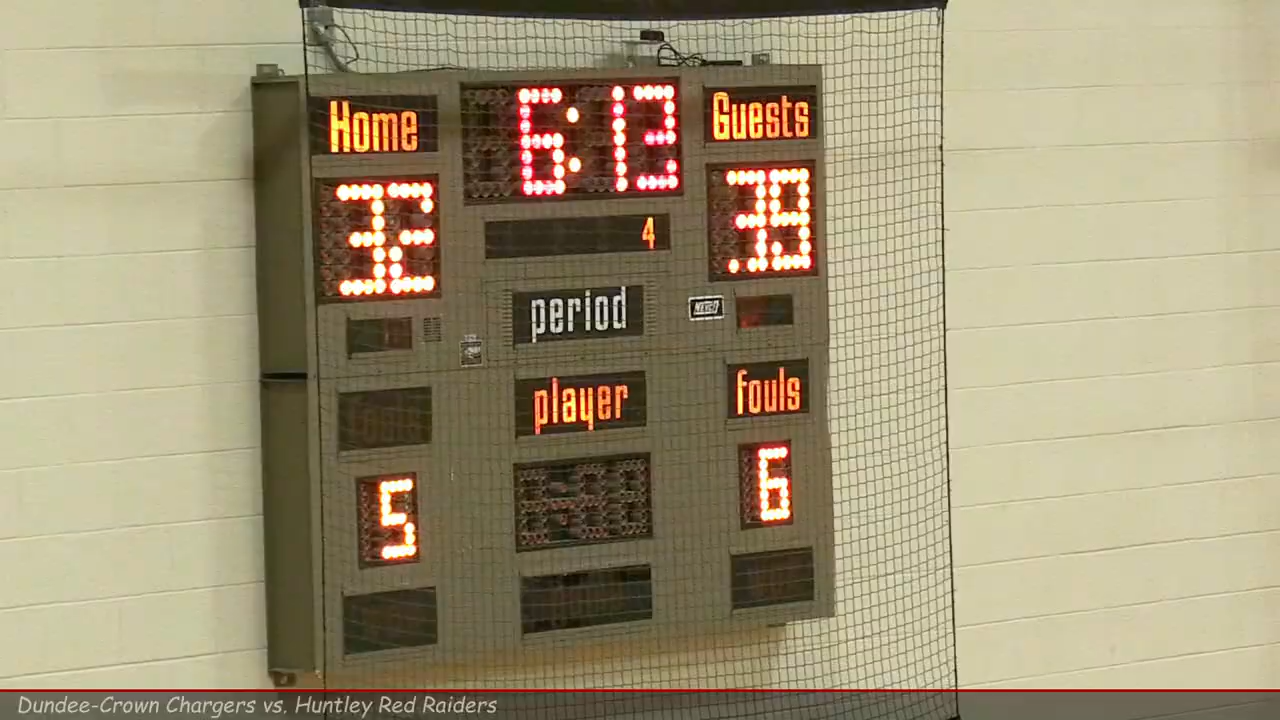 Home 6:12 Guests
32 4 39
period
player fouls
5 6
Dundee-Crown Chargers vs. Huntley Red Raiders